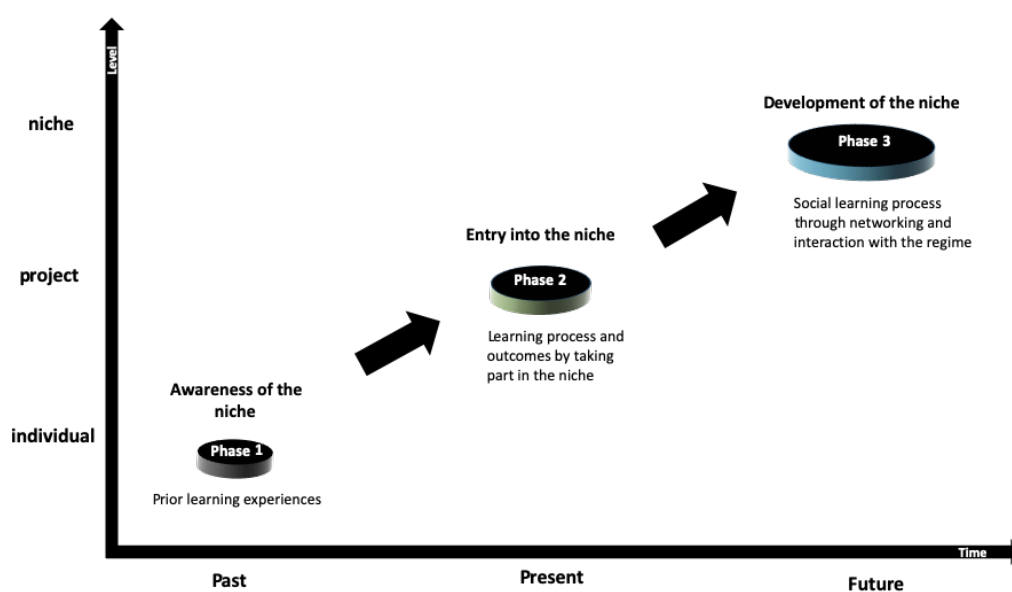 Level
niche
Development of the niche
Phase 3
Social learning process
through networking and
interaction with the regime
Entry into the niche
project
Phase 2
Learning process and
outcomes by taking
part in the niche
Awareness of the
niche
individual
Phase 1
Prior learning experiences
Time
Past
Present
Future